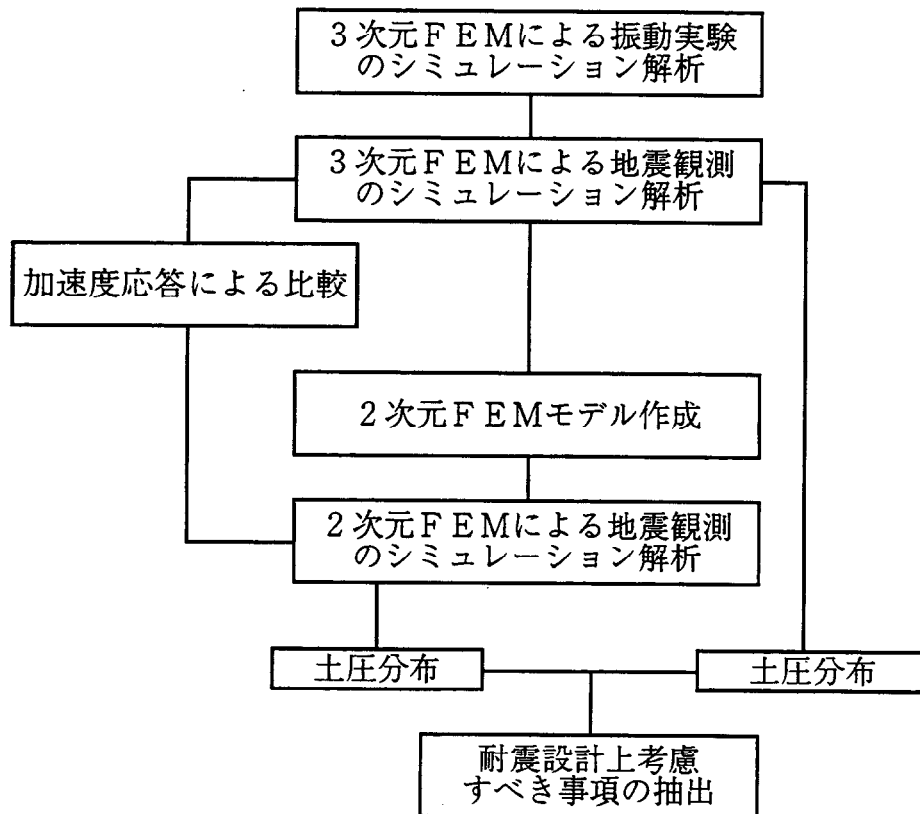 3次元FEMによる振動実験
のシミュレーション解析
3次元FEMによる地震観測
のシミュレーション解析
加速度応答による比較
2次元FEMモデル作成
2次元FEMによる地震観測
のシミュレーション解析
土圧分布
土圧分布
耐震設計上考慮
すべき事項の抽出